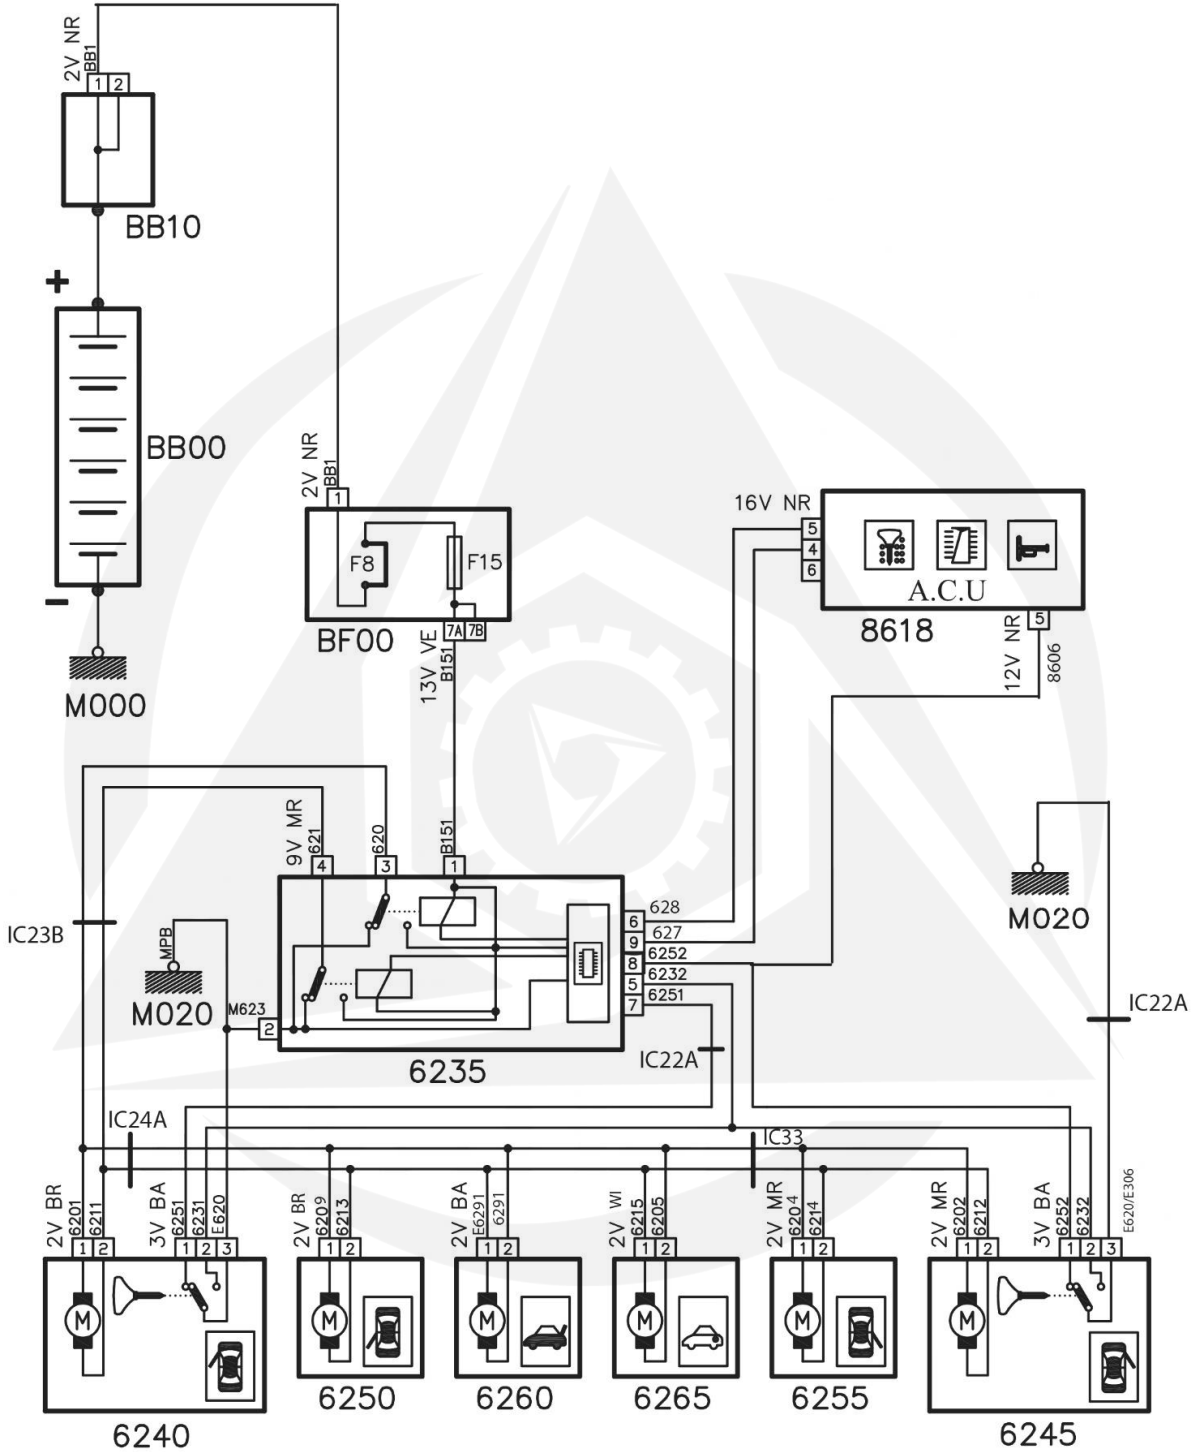 2V NR
BB1
1 2
BB10
+
BB00
–
M000
2V NR
BB1
1
F8
F15
BF00
7A 7B
13V VE
B151
16V NR
5
4
6
A.C.U
8618
5
12V NR
8606
9V MR
621
620
B151
4
3
1
IC23B
MPB
M020
M623
2
6235
6
9
8
5
7
628
627
6252
6232
6251
IC22A
M020
IC22A
IC24A
IC33
2V BR
6201
6211
1 2
3V BA
6251
6231
E620
1 2 3
M
6240
2V BR
6209
6213
1 2
M
6250
2V BA
E6291
6291
1 2
M
6260
2V WI
6215
6205
1 2
M
6265
2V MR
6204
6214
1 2
M
6255
2V MR
6202
6212
1 2
3V BA
6252
6232
E620/E306
1 2 3
M
6245